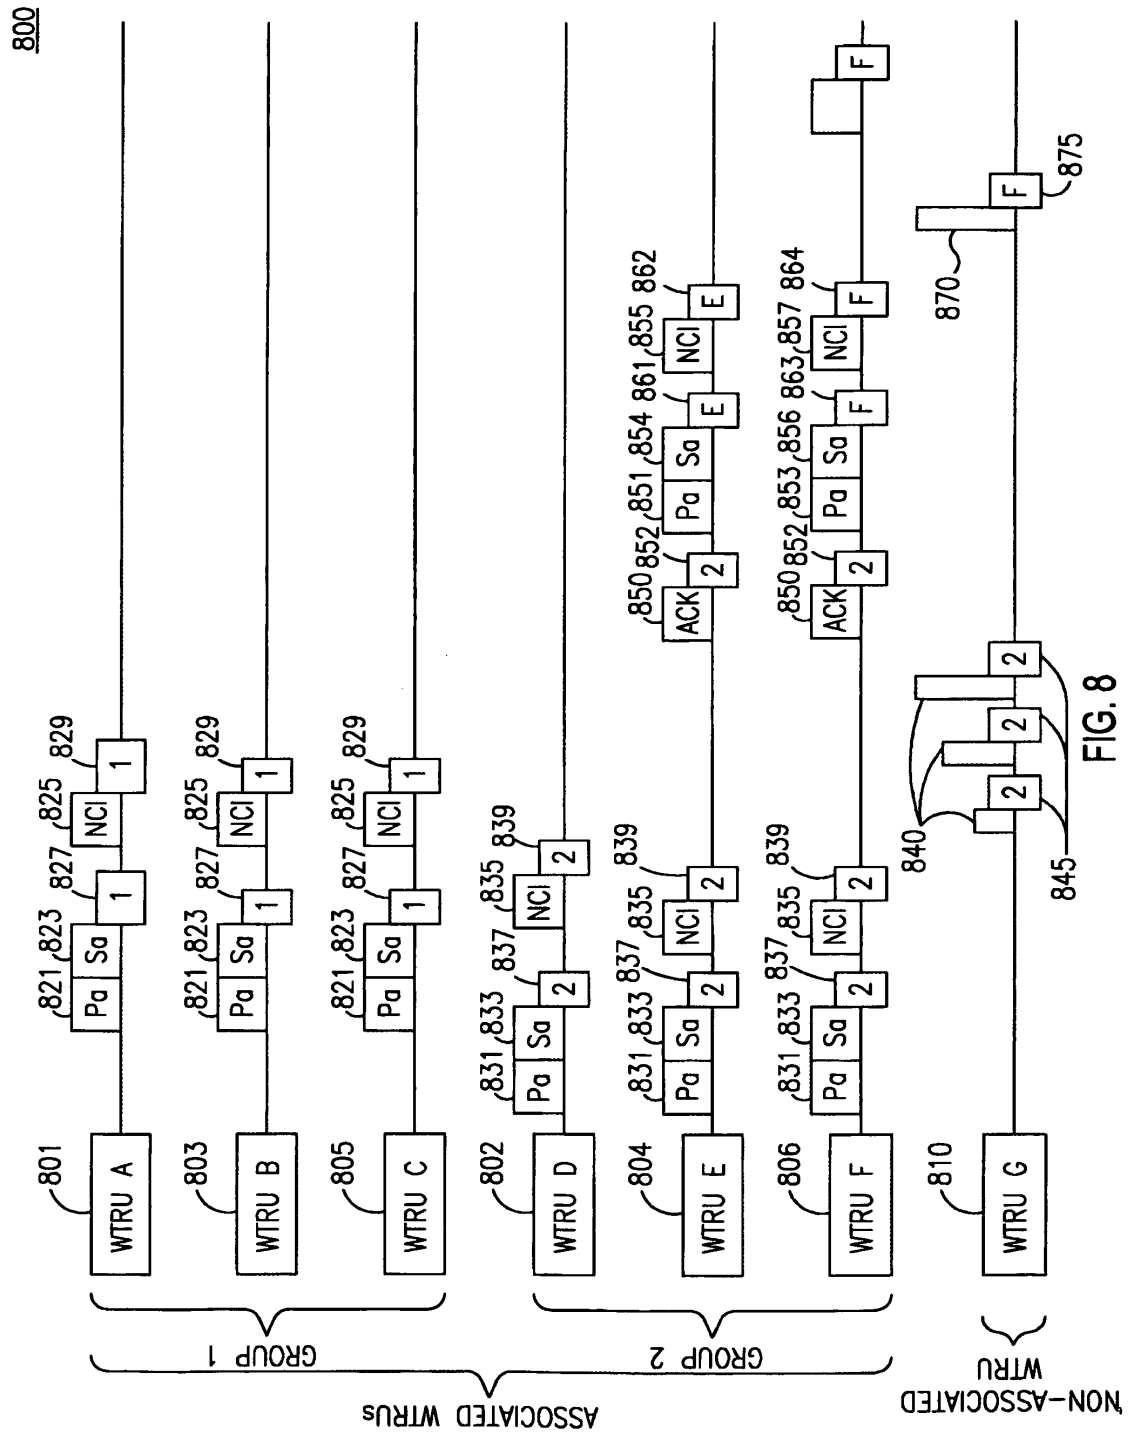 800
ASSOCIATED WTRUs
GROUP 1
801 821 823 827 825 829
WTRU A Pa Sa 1 NCI 1
803 821 823 827 825 829
WTRU B Pa Sa 1 NCI 1
805 821 823 827 825 829
WTRU C Pa Sa 1 NCI 1
GROUP 2
802 831 833 837 835 839
WTRU D Pa Sa 2 NCI 2
804 831 833 837 835 839 850 852 851 854 861 855 862
WTRU E Pa Sa 2 NCI 2 ACK 2 Pa Sa E NCI E
806 831 833 837 835 839 850 852 853 856 863 857 864
WTRU F Pa Sa 2 NCI 2 ACK 2 Pa Sa F NCI F F
NON-ASSOCIATED
WTRU
810 840 870
WTRU G 2 2 2 F
845 875
FIG. 8